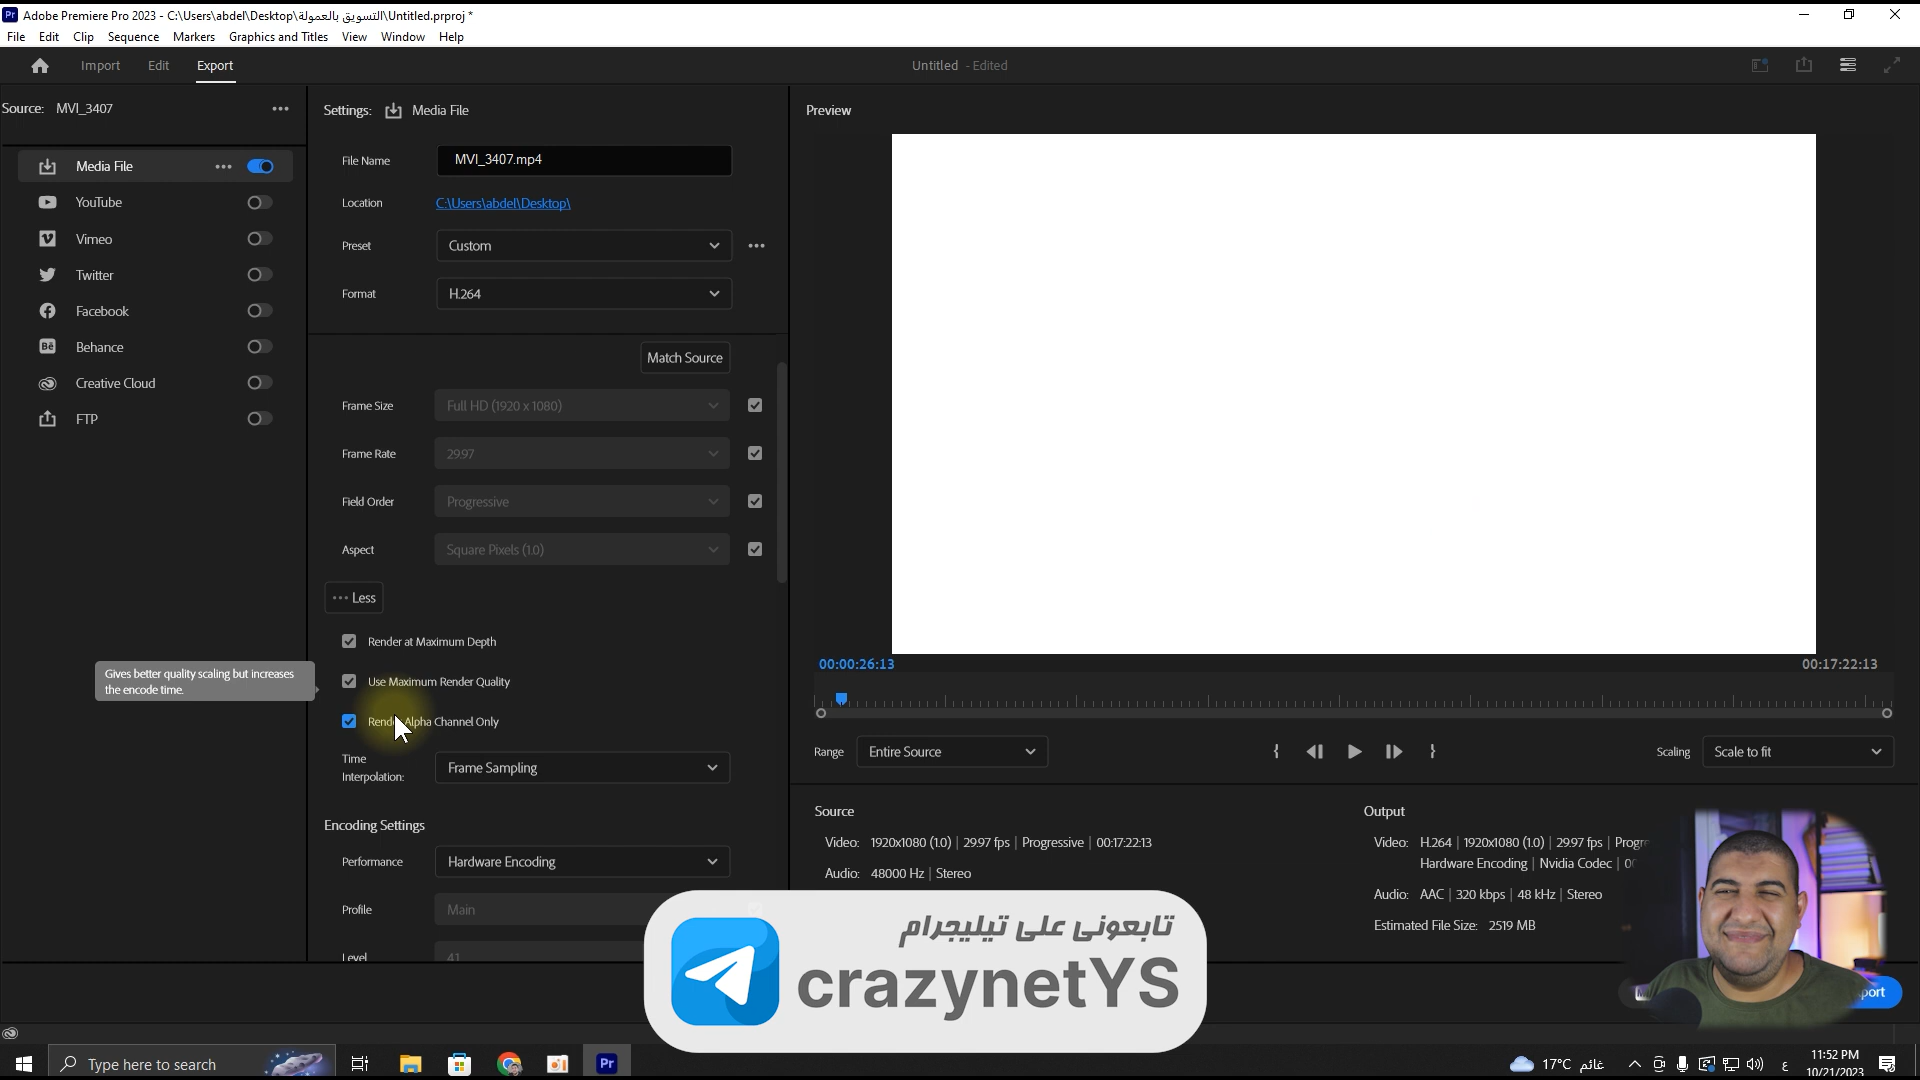 Adobe Premiere Pro 2023 - C:\Users\abdel\Desktop\التسويق بالعمولة\Untitled.prproj *
File Edit Clip Sequence Markers Graphics and Titles View Window Help
Import Edit Export
Untitled - Edited
Source: MVI_3407
Media File
YouTube
Vimeo
Twitter
Facebook
Behance
Creative Cloud
FTP
Settings: Media File
File Name MVI_3407.mp4
Location C:\Users\abdel\Desktop\
Preset Custom
Format H.264
Match Source
Frame Size Full HD (1920 x 1080)
Frame Rate 29.97
Field Order Progressive
Aspect Square Pixels (1.0)
Less
Render at Maximum Depth
Gives better quality scaling but increases
the encode time.
Use Maximum Render Quality
Render Alpha Channel Only
Time
Interpolation: Frame Sampling
Encoding Settings
Performance Hardware Encoding
Profile Main
Level 4.1
Preview
00:00:26:13
00:17:22:13
Range Entire Source
Scaling Scale to fit
Source
Video: 1920x1080 (1.0) | 29.97 fps | Progressive | 00:17:22:13
Audio: 48000 Hz | Stereo
Output
Video: H.264 | 1920x1080 (1.0) | 29.97 fps |
Hardware Encoding | Nvidia Codec |
Audio: AAC | 320 kbps | 48 kHz | Stereo
Estimated File Size: 2519 MB
تابعونى على تيليجرام
crazynetYS
Type here to search
Pr
17°C غائم
ع
11:52 PM
10/21/2023